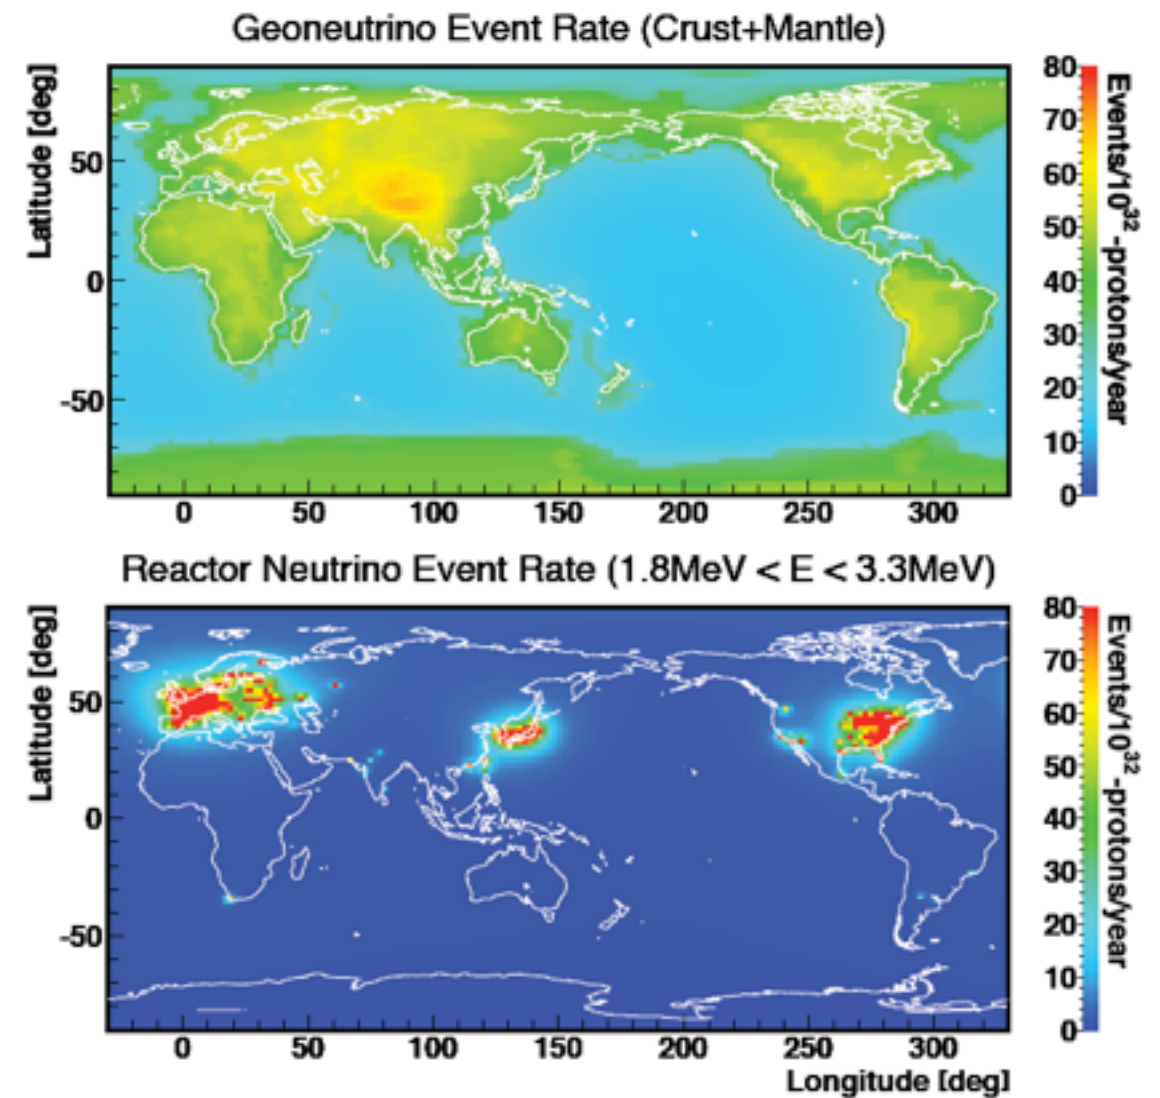 Geoneutrino Event Rate (Crust+Mantle)
Latitude [deg]
50
0
-50
0 50 100 150 200 250 300
80
70
60
50
40
30
20
10
0
Events/10³²-protons/year
Reactor Neutrino Event Rate (1.8MeV < E < 3.3MeV)
Latitude [deg]
50
0
-50
0 50 100 150 200 250 300
Longitude [deg]
80
70
60
50
40
30
20
10
0
Events/10³²-protons/year